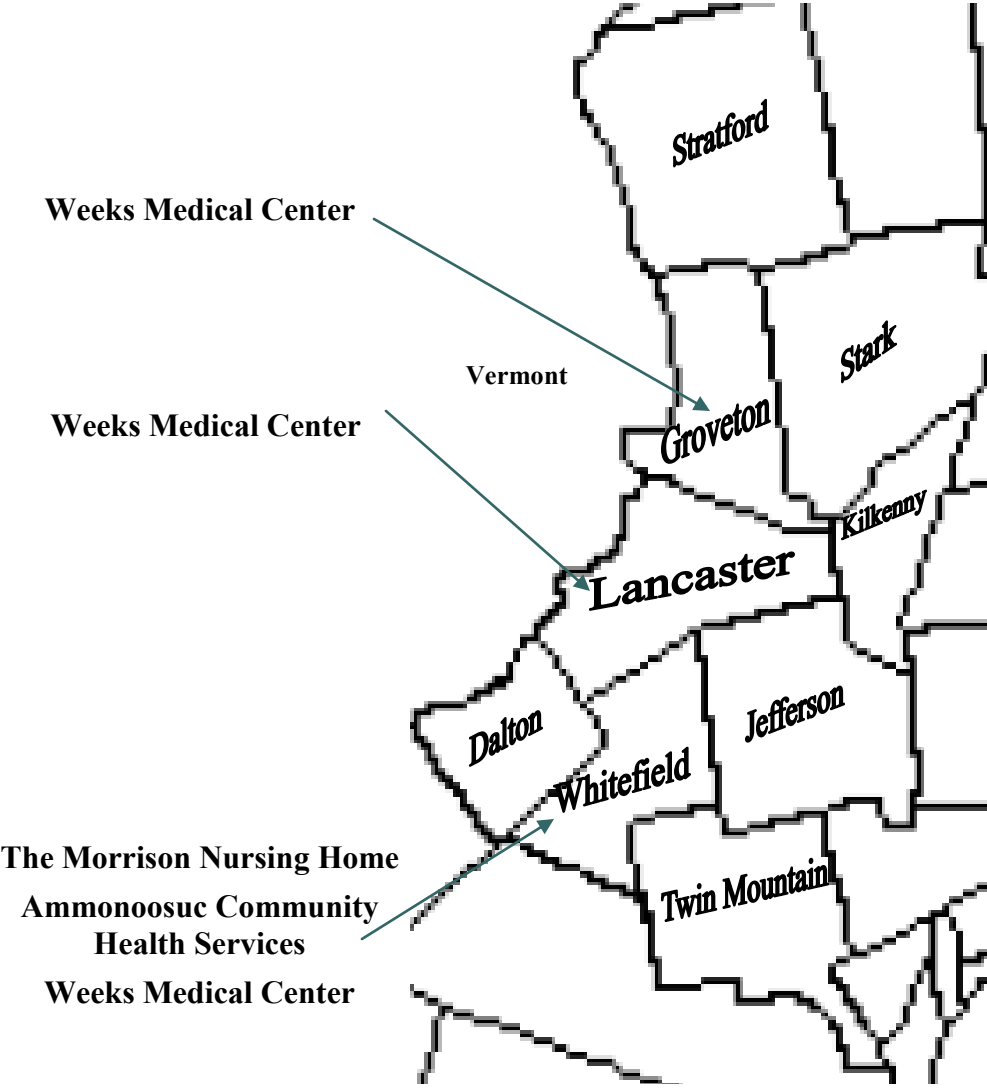 Stratford
Weeks Medical Center
Stark
Vermont
Weeks Medical Center
Groveton
Kilkenny
Lancaster
Jefferson
Dalton
Whitefield
The Morrison Nursing Home
Twin Mountain
Ammonoosuc Community
Health Services
Weeks Medical Center